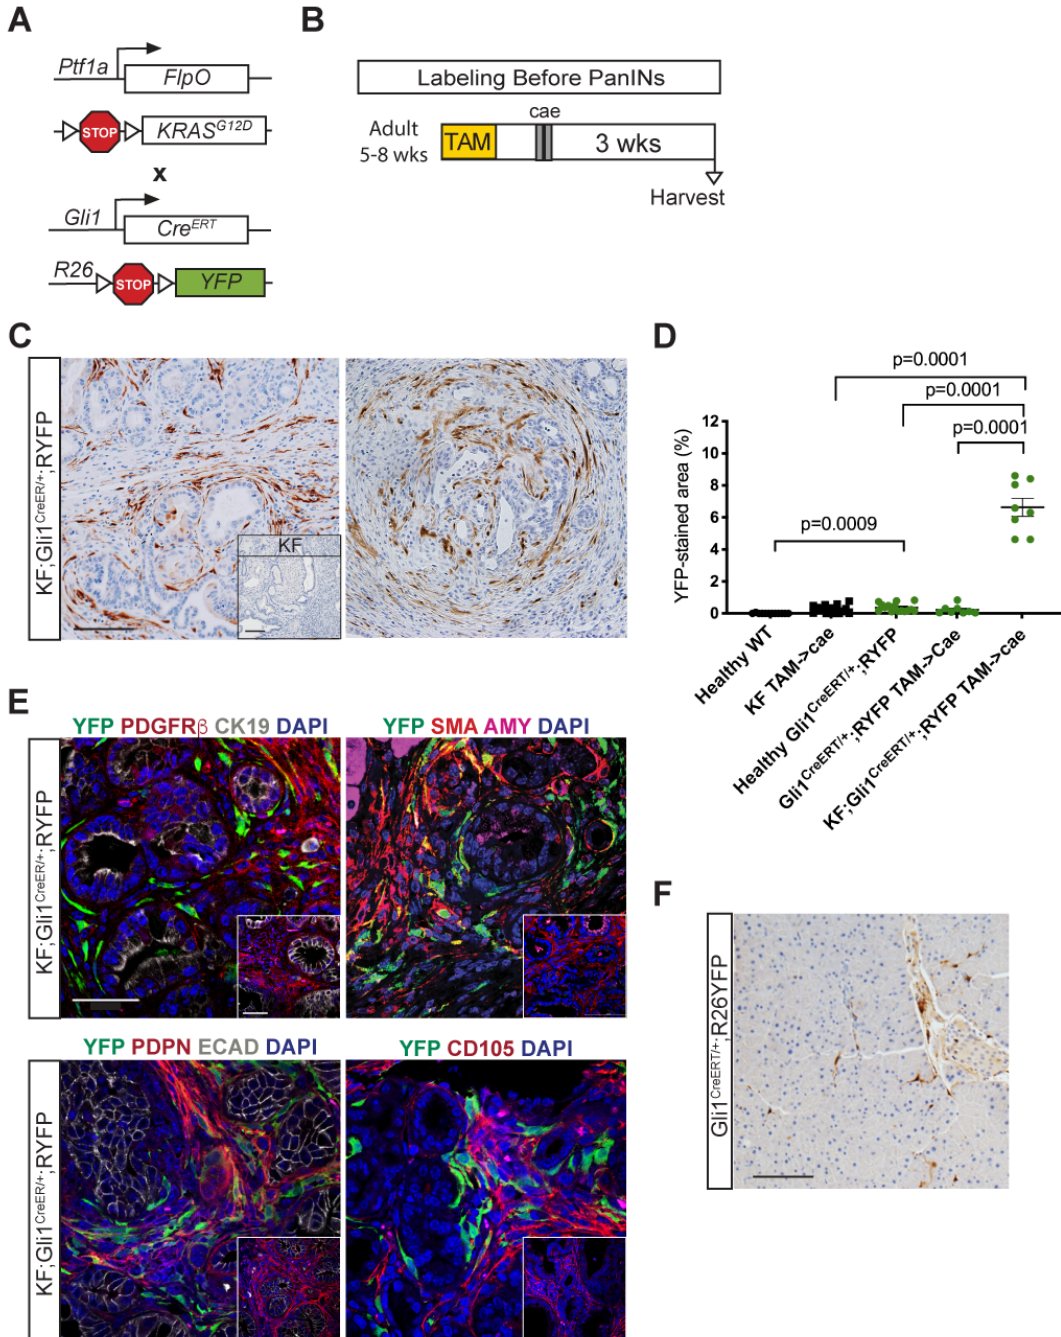 A
Ptf1a
FlpO
STOP
KRAS^G12D
x
Gli1
Cre^ERT
R26
STOP
YFP
B
Labeling Before PanINs
cae
Adult
5-8 wks
TAM
3 wks
Harvest
C
KF;Gli1^CreER/+;RYFP
KF
D
p=0.0001
p=0.0001
p=0.0001
p=0.0009
YFP-stained area (%)
12
10
8
6
4
2
0
Healthy WT
KF TAM->cae
Healthy Gli1^CreERT/+;RYFP
Gli1^CreERT/+;RYFP TAM->Cae
KF;Gli1^CreERT/+;RYFP TAM->cae
E
YFP PDGFRβ CK19 DAPI
YFP SMA AMY DAPI
KF;Gli1^CreER/+;RYFP
YFP PDPN ECAD DAPI
YFP CD105 DAPI
KF;Gli1^CreER/+;RYFP
F
Gli1^CreERT/+;R26YFP